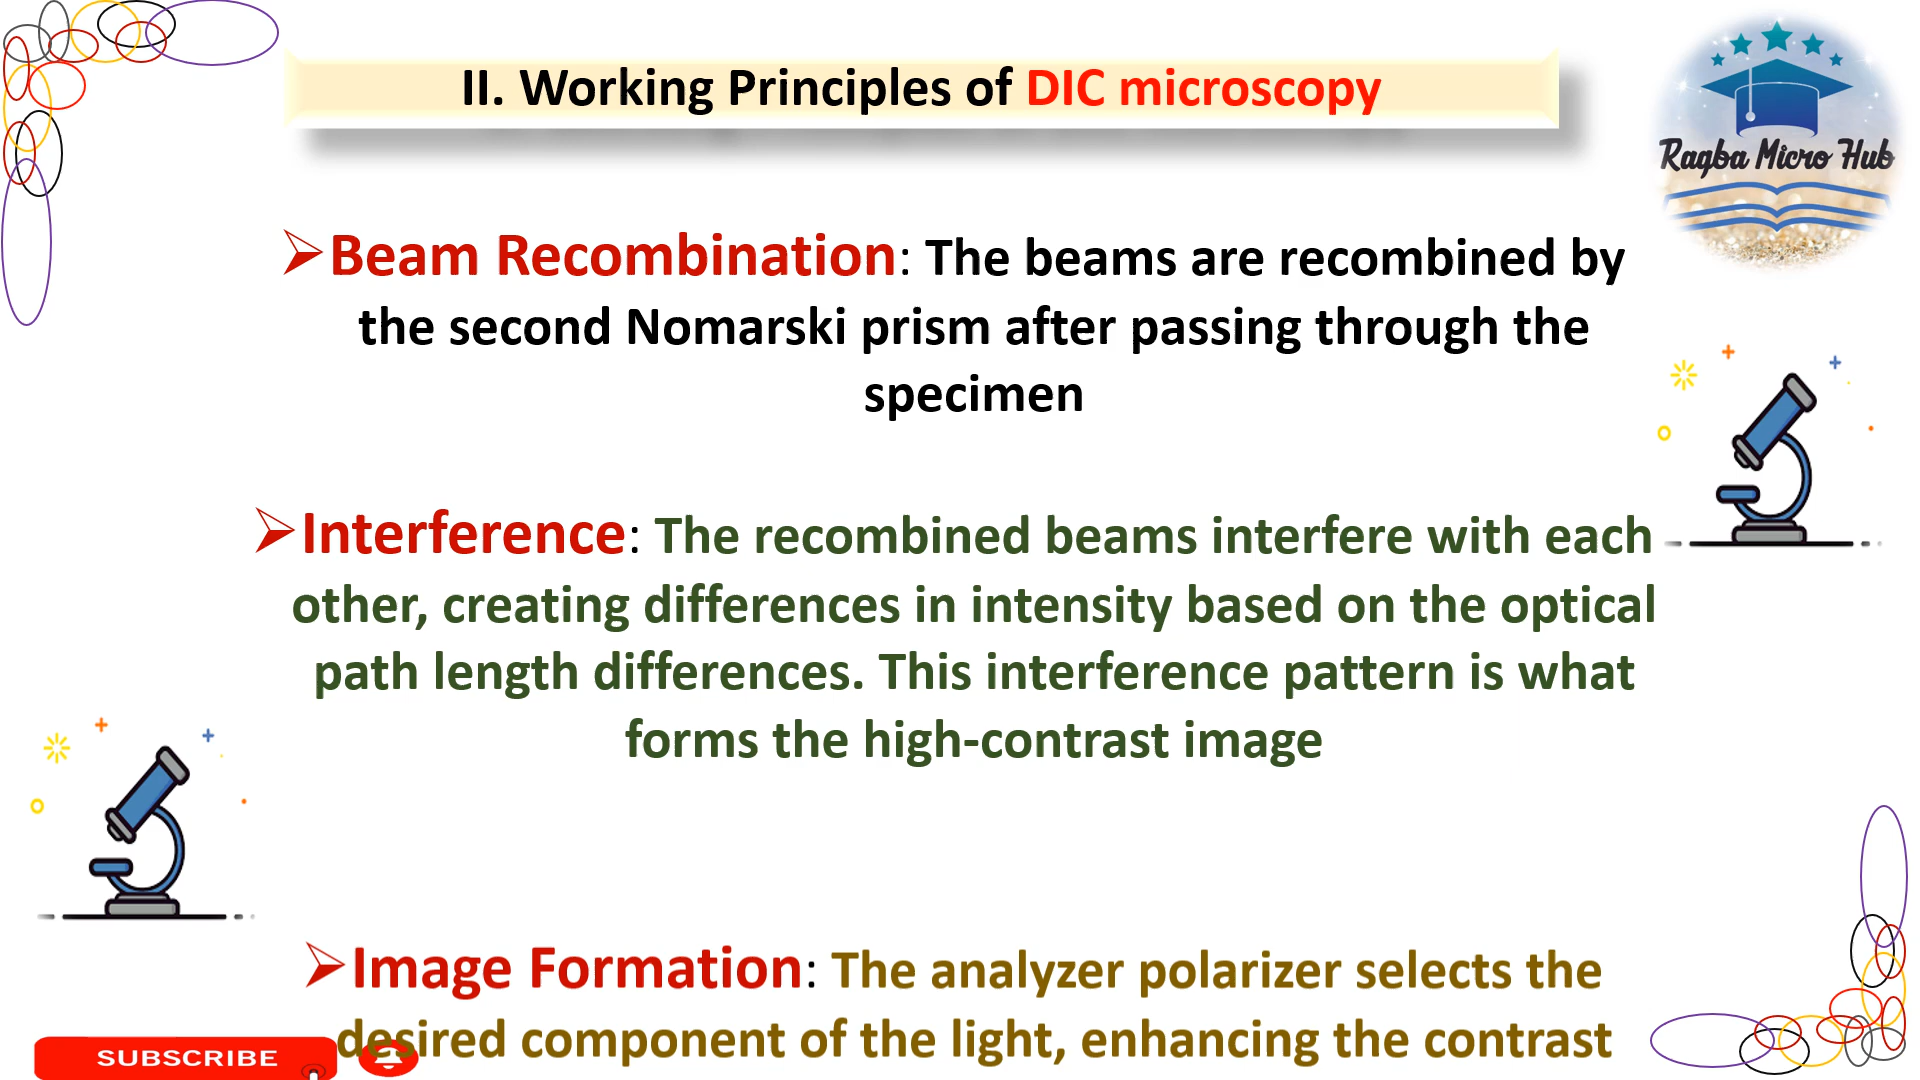 II. Working Principles of DIC microscopy
Ragba Micro Hub
➢Beam Recombination: The beams are recombined by
the second Nomarski prism after passing through the
specimen
➢Interference: The recombined beams interfere with each
other, creating differences in intensity based on the optical
path length differences. This interference pattern is what
forms the high-contrast image
➢Image Formation: The analyzer polarizer selects the
desired component of the light, enhancing the contrast
SUBSCRIBE